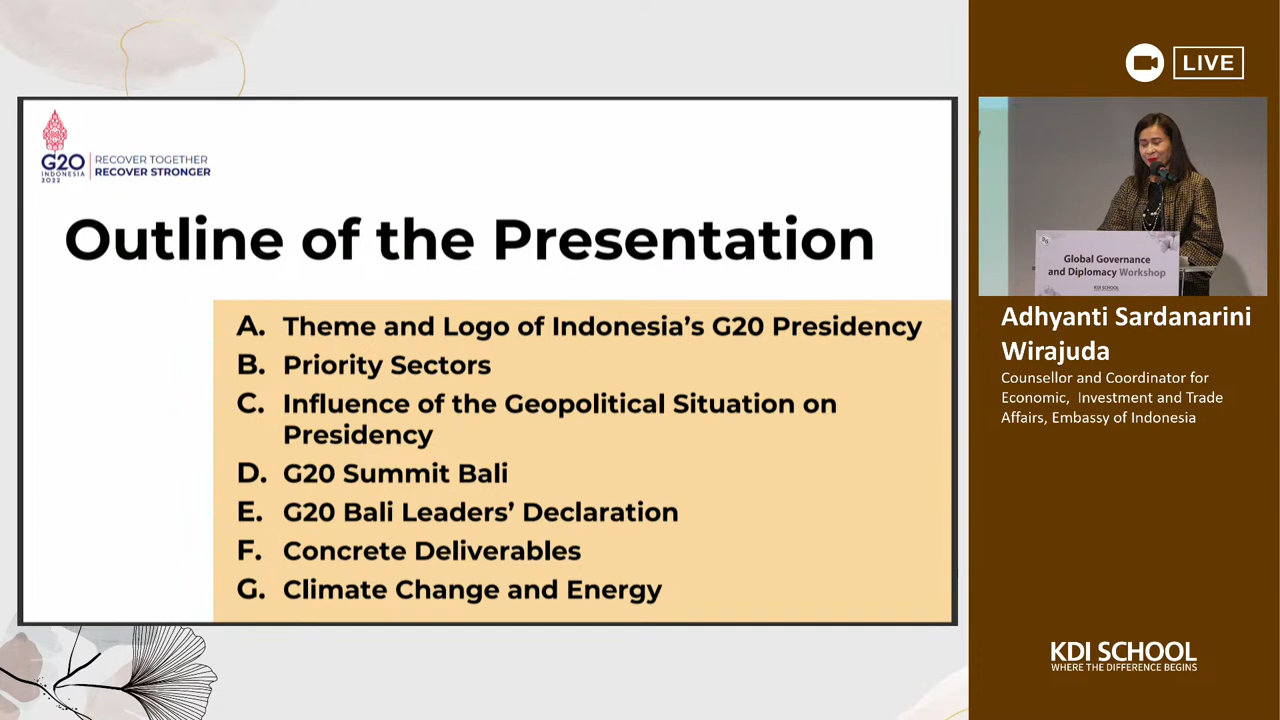 G20
INDONESIA
2022
RECOVER TOGETHER
RECOVER STRONGER
Outline of the Presentation
A. Theme and Logo of Indonesia’s G20 Presidency
B. Priority Sectors
C. Influence of the Geopolitical Situation on
Presidency
D. G20 Summit Bali
E. G20 Bali Leaders’ Declaration
F. Concrete Deliverables
G. Climate Change and Energy
LIVE
Global Governance
and Diplomacy Workshop
KDI SCHOOL
Adhyanti Sardanarini
Wirajuda
Counsellor and Coordinator for
Economic, Investment and Trade
Affairs, Embassy of Indonesia
KDI SCHOOL
WHERE THE DIFFERENCE BEGINS